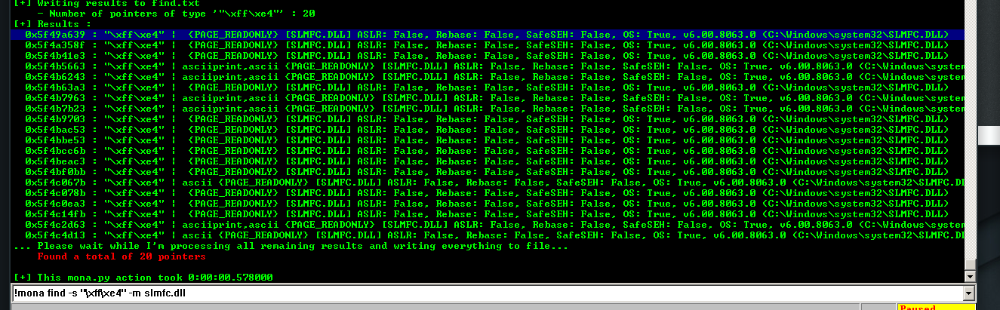 [+] Writing results to find.txt
- Number of pointers of type '"\xff\xe4"' : 20
[+] Results :
0x5f49a639 : "\xff\xe4" | {PAGE_READONLY} [SLMFC.DLL] ASLR: False, Rebase: False, SafeSEH: False, OS: True, v6.00.8063.0 (C:\Windows\system32\SLMFC.DLL)
0x5f4a358f : "\xff\xe4" | {PAGE_READONLY} [SLMFC.DLL] ASLR: False, Rebase: False, SafeSEH: False, OS: True, v6.00.8063.0 (C:\Windows\system32\SLMFC.DLL)
0x5f4b41e3 : "\xff\xe4" | {PAGE_READONLY} [SLMFC.DLL] ASLR: False, Rebase: False, SafeSEH: False, OS: True, v6.00.8063.0 (C:\Windows\system32\SLMFC.DLL)
0x5f4b5663 : "\xff\xe4" | asciiprint,ascii {PAGE_READONLY} [SLMFC.DLL] ASLR: False, Rebase: False, SafeSEH: False, OS: True, v6.00.8063.0 (C:\Windows\system
0x5f4b6243 : "\xff\xe4" | asciiprint,ascii {PAGE_READONLY} [SLMFC.DLL] ASLR: False, Rebase: False, SafeSEH: False, OS: True, v6.00.8063.0 (C:\Windows\system
0x5f4b63a3 : "\xff\xe4" | {PAGE_READONLY} [SLMFC.DLL] ASLR: False, Rebase: False, SafeSEH: False, OS: True, v6.00.8063.0 (C:\Windows\system32\SLMFC.DLL)
0x5f4b7963 : "\xff\xe4" | asciiprint,ascii {PAGE_READONLY} [SLMFC.DLL] ASLR: False, Rebase: False, SafeSEH: False, OS: True, v6.00.8063.0 (C:\Windows\system
0x5f4b7b23 : "\xff\xe4" | asciiprint,ascii {PAGE_READONLY} [SLMFC.DLL] ASLR: False, Rebase: False, SafeSEH: False, OS: True, v6.00.8063.0 (C:\Windows\system
0x5f4b9703 : "\xff\xe4" | {PAGE_READONLY} [SLMFC.DLL] ASLR: False, Rebase: False, SafeSEH: False, OS: True, v6.00.8063.0 (C:\Windows\system32\SLMFC.DLL)
0x5f4bac53 : "\xff\xe4" | {PAGE_READONLY} [SLMFC.DLL] ASLR: False, Rebase: False, SafeSEH: False, OS: True, v6.00.8063.0 (C:\Windows\system32\SLMFC.DLL)
0x5f4bbe53 : "\xff\xe4" | {PAGE_READONLY} [SLMFC.DLL] ASLR: False, Rebase: False, SafeSEH: False, OS: True, v6.00.8063.0 (C:\Windows\system32\SLMFC.DLL)
0x5f4bcc6b : "\xff\xe4" | {PAGE_READONLY} [SLMFC.DLL] ASLR: False, Rebase: False, SafeSEH: False, OS: True, v6.00.8063.0 (C:\Windows\system32\SLMFC.DLL)
0x5f4beac3 : "\xff\xe4" | {PAGE_READONLY} [SLMFC.DLL] ASLR: False, Rebase: False, SafeSEH: False, OS: True, v6.00.8063.0 (C:\Windows\system32\SLMFC.DLL)
0x5f4bf0bb : "\xff\xe4" | {PAGE_READONLY} [SLMFC.DLL] ASLR: False, Rebase: False, SafeSEH: False, OS: True, v6.00.8063.0 (C:\Windows\system32\SLMFC.DLL)
0x5f4c067b : "\xff\xe4" | ascii {PAGE_READONLY} [SLMFC.DLL] ASLR: False, Rebase: False, SafeSEH: False, OS: True, v6.00.8063.0 (C:\Windows\system32\SLMFC.DL
0x5f4c078b : "\xff\xe4" | {PAGE_READONLY} [SLMFC.DLL] ASLR: False, Rebase: False, SafeSEH: False, OS: True, v6.00.8063.0 (C:\Windows\system32\SLMFC.DLL)
0x5f4c0ea3 : "\xff\xe4" | {PAGE_READONLY} [SLMFC.DLL] ASLR: False, Rebase: False, SafeSEH: False, OS: True, v6.00.8063.0 (C:\Windows\system32\SLMFC.DLL)
0x5f4c14fb : "\xff\xe4" | {PAGE_READONLY} [SLMFC.DLL] ASLR: False, Rebase: False, SafeSEH: False, OS: True, v6.00.8063.0 (C:\Windows\system32\SLMFC.DLL)
0x5f4c2d63 : "\xff\xe4" | asciiprint,ascii {PAGE_READONLY} [SLMFC.DLL] ASLR: False, Rebase: False, SafeSEH: False, OS: True, v6.00.8063.0 (C:\Windows\system
0x5f4c4d13 : "\xff\xe4" | ascii {PAGE_READONLY} [SLMFC.DLL] ASLR: False, Rebase: False, SafeSEH: False, OS: True, v6.00.8063.0 (C:\Windows\system32\SLMFC.DL
... Please wait while I'm processing all remaining results and writing everything to file...
Found a total of 20 pointers
[+] This mona.py action took 0:00:00.578000
!mona find -s "\xff\xe4" -m slmfc.dll
Paused